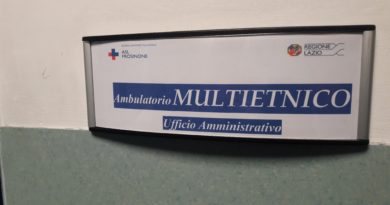 ASL
FROSINONE
REGIONE
LAZIO
Ambulatorio MULTIETNICO
Ufficio Amministrativo